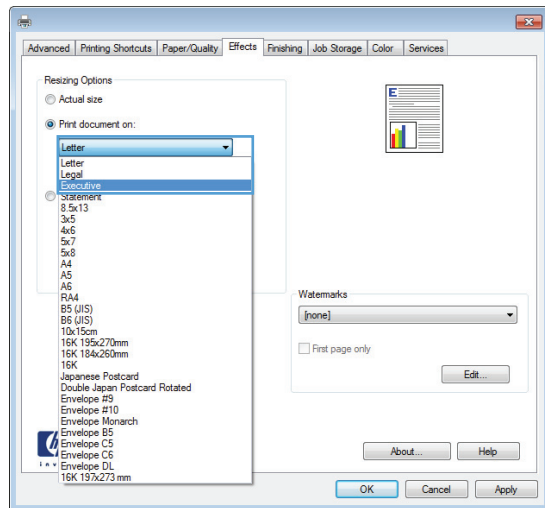 Advanced Printing Shortcuts Paper/Quality Effects Finishing Job Storage Color Services
Resizing Options
Actual size
Print document on:
Letter
Letter
Legal
Executive
Statement
8.5x13
3x5
4x6
5x7
5x8
A4
A5
A6
RA4
B5 (JIS)
B6 (JIS)
10x15cm
16K 195x270mm
16K 184x260mm
16K
Japanese Postcard
Double Japan Postcard Rotated
Envelope #9
Envelope #10
Envelope Monarch
Envelope B5
Envelope C5
Envelope C6
Envelope DL
16K 197x273 mm
E
Watermarks
[none]
First page only
Edit...
About... Help
OK Cancel Apply